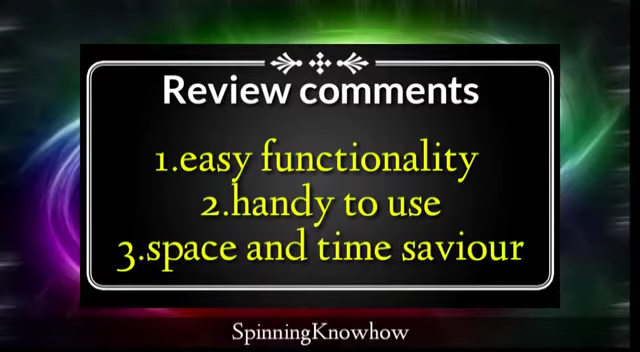 Review comments
1.easy functionality
2.handy to use
3.space and time saviour
SpinningKnowhow